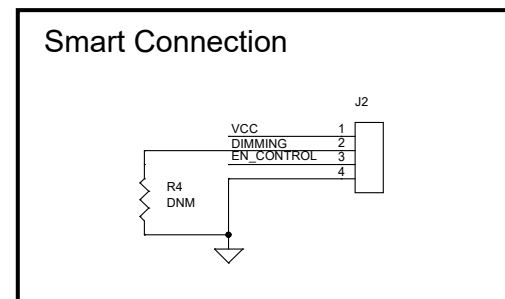 Smart Connection
J2
VCC 1
DIMMING 2
EN_CONTROL 3
4
R4
DNM